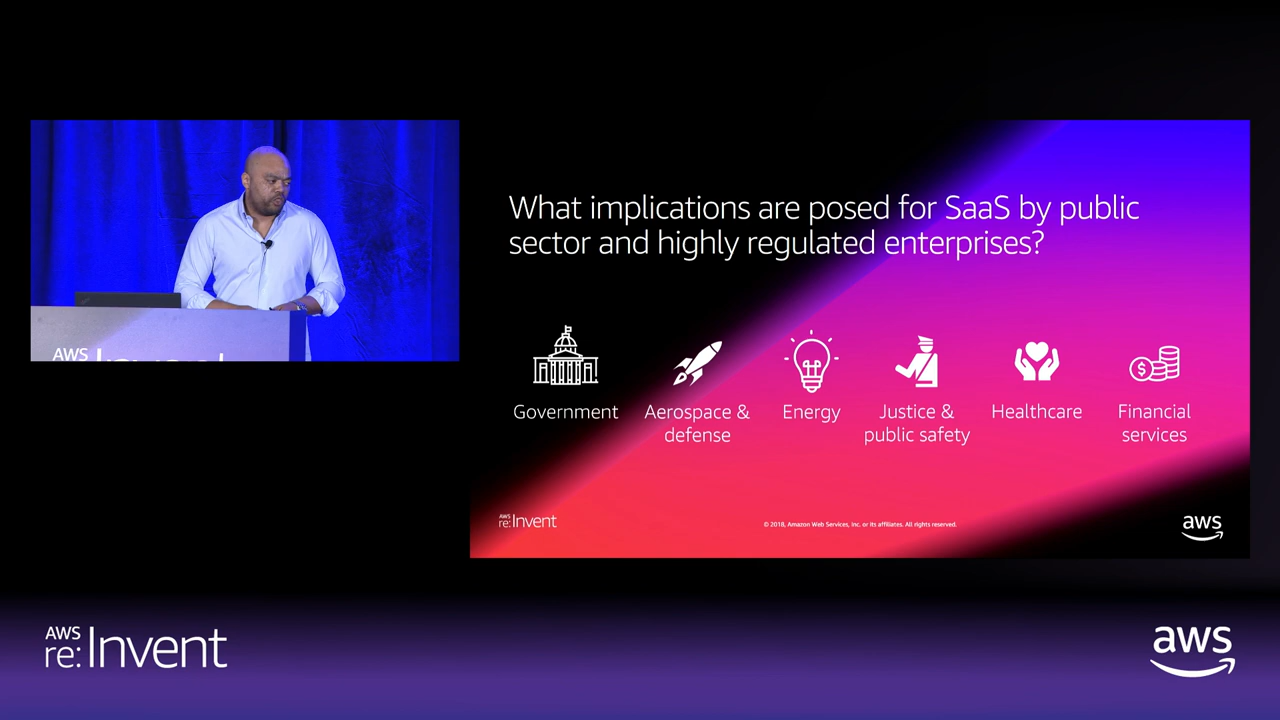 What implications are posed for SaaS by public
sector and highly regulated enterprises?
Government
Aerospace &
defense
Energy
Justice &
public safety
Healthcare
Financial
services
AWS
re:Invent
© 2018, Amazon Web Services, Inc. or its affiliates. All rights reserved.
aws
AWS
AWS
re:Invent
aws